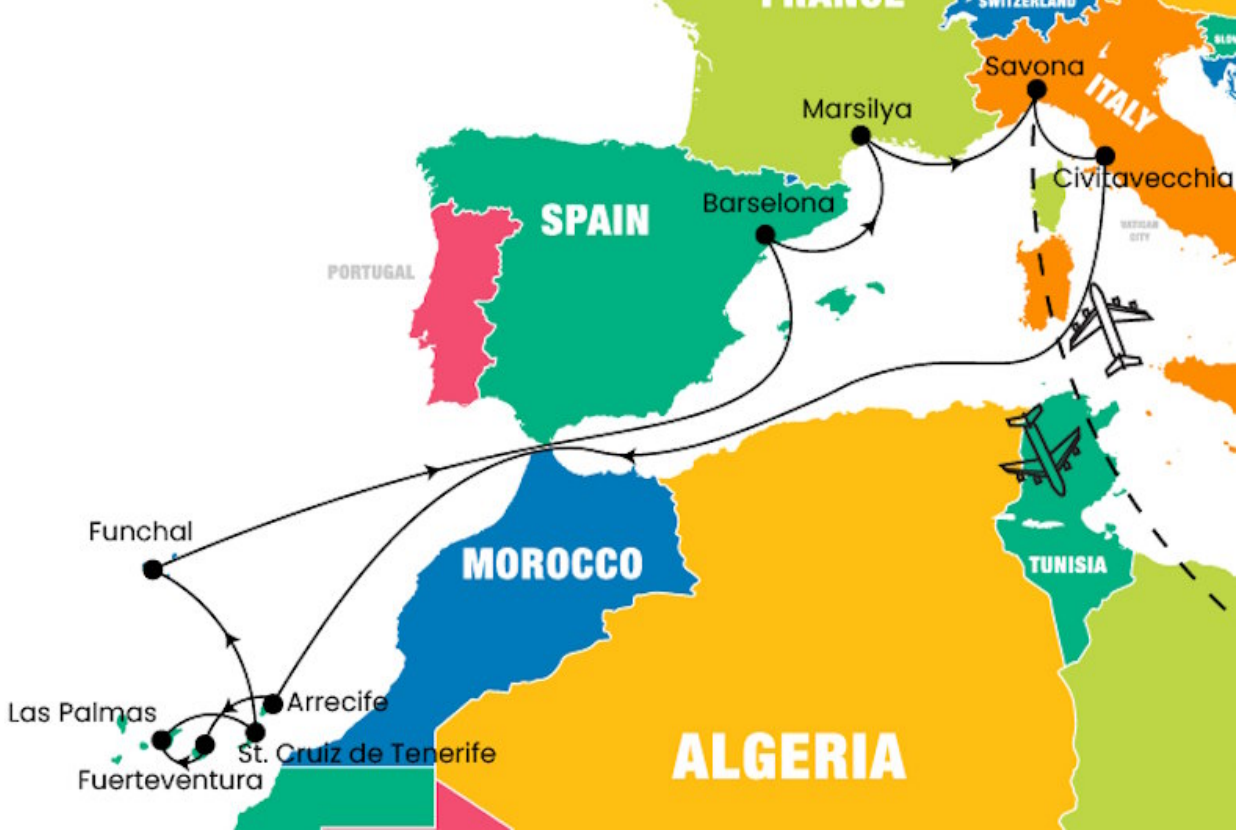 FRANCE
SWITZERLAND
Savona
ITALY
Marsilya
Civitavecchia
Barselona
VATICAN
CITY
SPAIN
PORTUGAL
Funchal
MOROCCO
TUNISIA
Arrecife
Las Palmas
St. Cruiz de Tenerife
Fuerteventura
ALGERIA